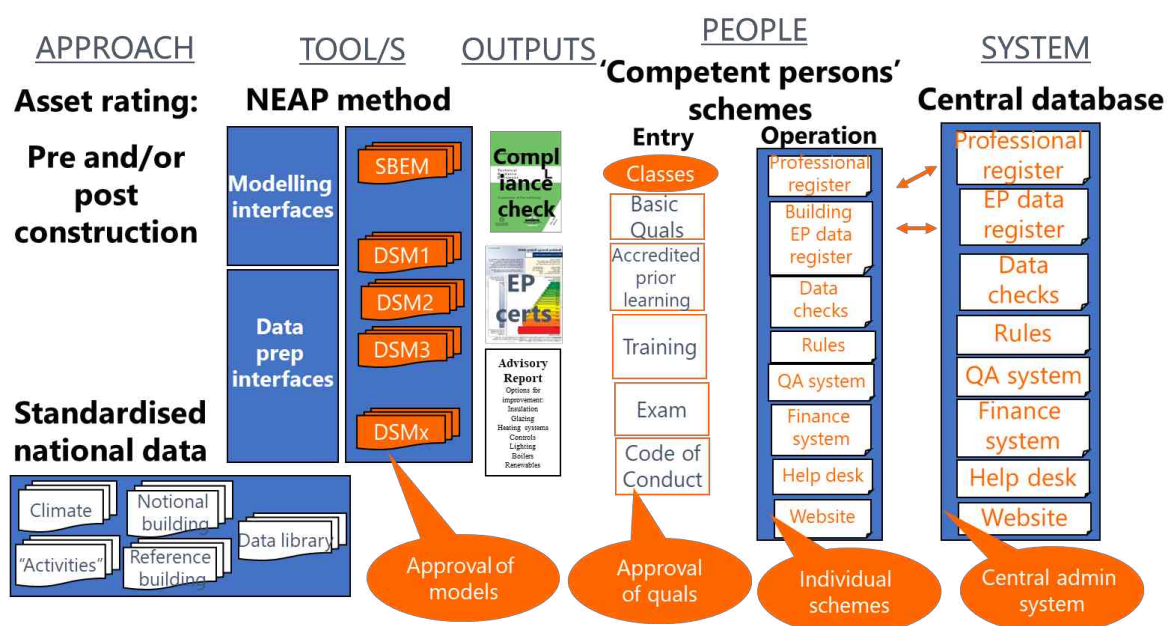 APPROACH
TOOL/S
OUTPUTS
PEOPLE
SYSTEM
Asset rating:
Pre and/or
post
construction
NEAP method
'Competent persons'
schemes
Central database
Modelling
interfaces
Data
prep
interfaces
SBEM
DSM1
DSM2
DSM3
DSMx
Compl
iance
check
EP
certs
Advisory
Report
Options for
improvement:
Insulation
Glazing
Heating systems
Controls
Lighting
Boilers
Renewables
Entry
Classes
Basic
Quals
Accredited
prior
learning
Training
Exam
Code of
Conduct
Operation
Professional
register
Building
EP data
register
Data
checks
Rules
QA system
Finance
system
Help desk
Website
Professional
register
EP data
register
Data
checks
Rules
QA system
Finance
system
Help desk
Website
Standardised
national data
Climate
Notional
building
Data library
"Activities"
Reference
building
Approval of
models
Approval
of quals
Individual
schemes
Central admin
system